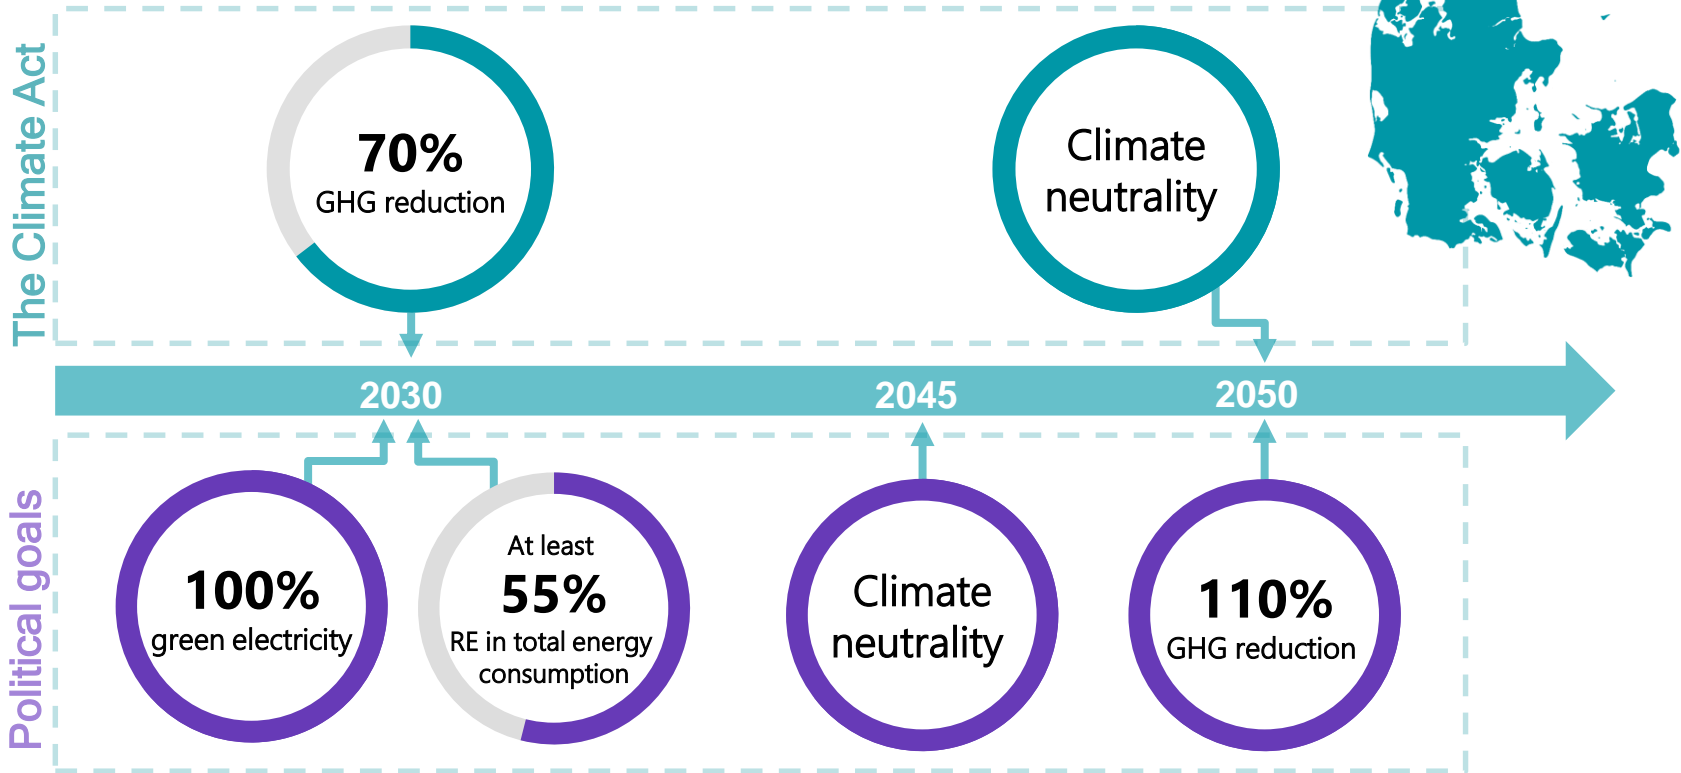 The Climate Act
70%
GHG reduction
Climate
neutrality
2030
2045
2050
Political goals
100%
green electricity
At least
55%
RE in total energy
consumption
Climate
neutrality
110%
GHG reduction